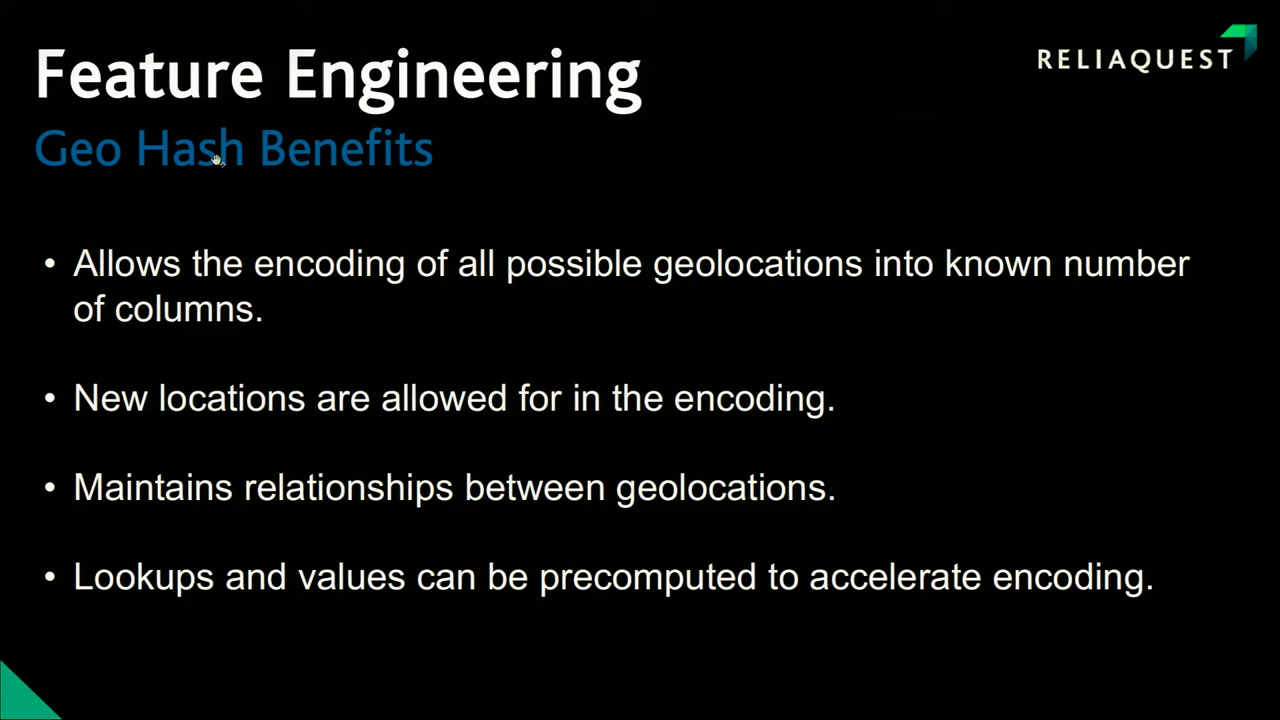 Feature Engineering
RELIAQUEST
Geo Hash Benefits
• Allows the encoding of all possible geolocations into known number
of columns.
• New locations are allowed for in the encoding.
• Maintains relationships between geolocations.
• Lookups and values can be precomputed to accelerate encoding.